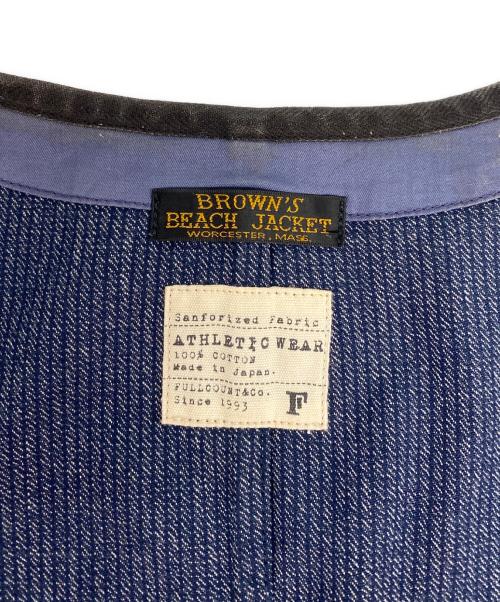 BROWN'S
BEACH JACKET
WORCESTER, MASS.
Sanforized Fabric
ATHLETIC WEAR
100% COTTON
Made in Japan.
FULLCOUNT&Co.
Since 1993
F